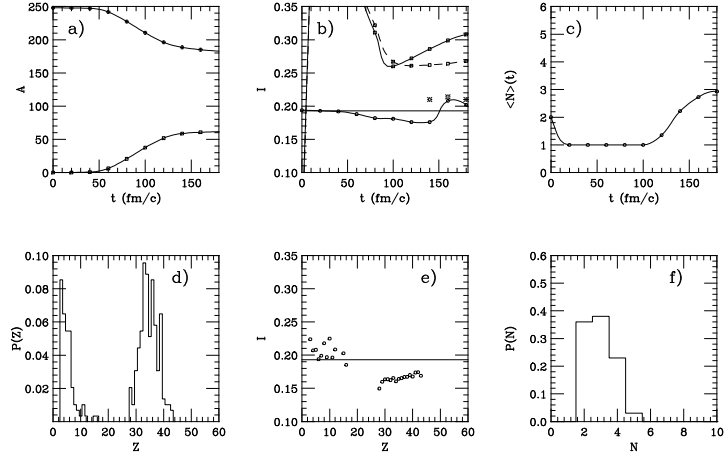 a)
250
200
150
100
50
0
A
0 50 100 150
t (fm/c)
b)
0.35
0.30
0.25
0.20
0.15
0.10
I
0 50 100 150
t (fm/c)
c)
6
5
4
3
2
1
0
<N>(t)
0 50 100 150
t (fm/c)
d)
0.10
0.08
0.06
0.04
0.02
P(Z)
0 10 20 30 40 50 60
Z
e)
0.35
0.30
0.25
0.20
0.15
0.10
I
0 10 20 30 40 50 60
Z
f)
0.6
0.5
0.4
0.3
0.2
0.1
0.0
P(N)
0 2 4 6 8 10
N